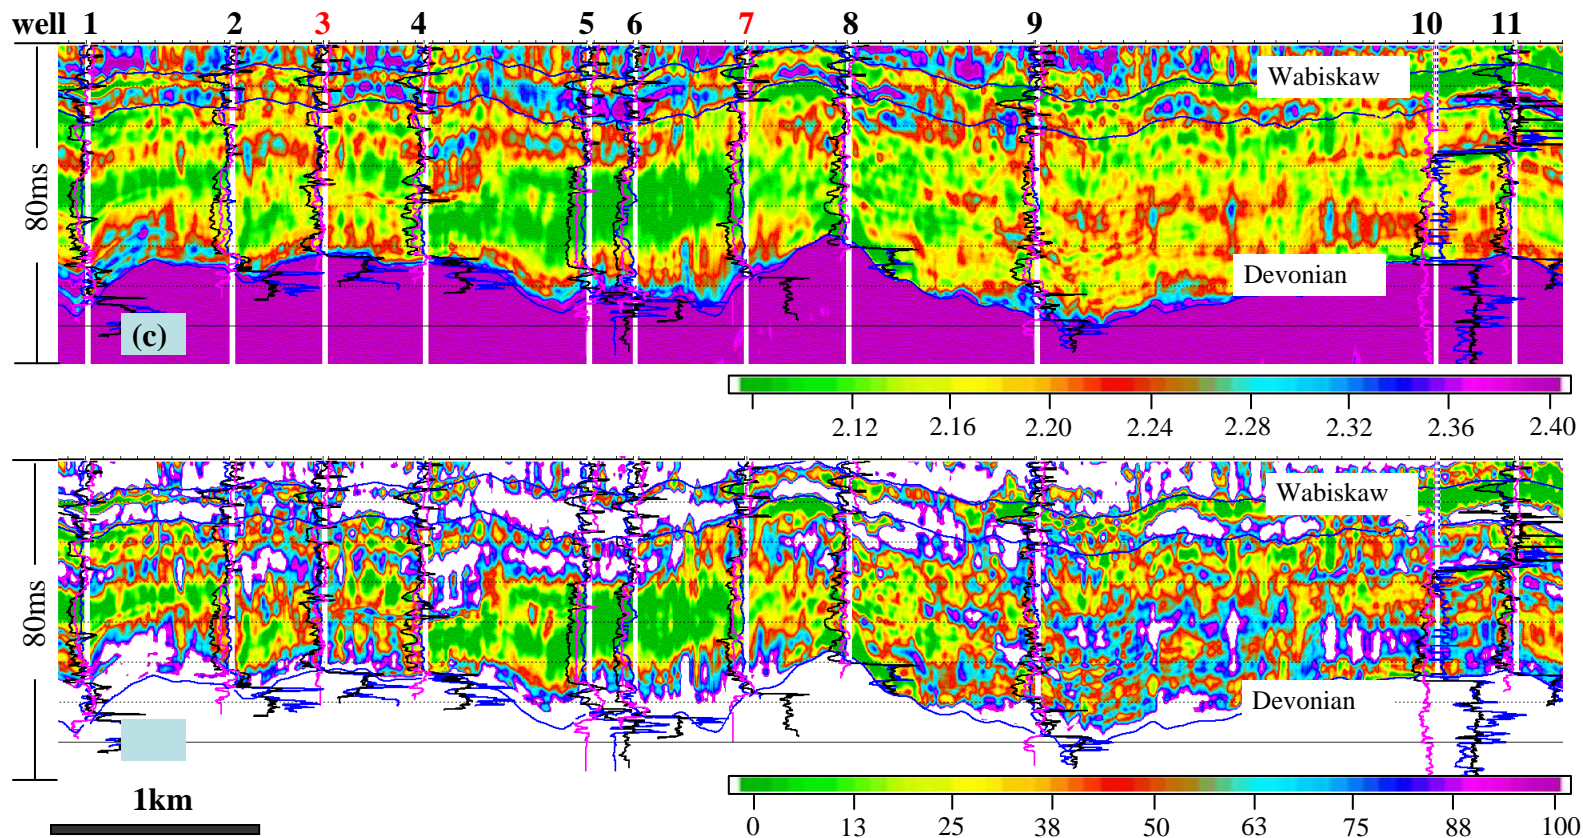 well 1 2 3 4 5 6 7 8 9 10 11
Wabiskaw
80ms
Devonian
(c)
2.12 2.16 2.20 2.24 2.28 2.32 2.36 2.40
Wabiskaw
80ms
Devonian
1km
0 13 25 38 50 63 75 88 100